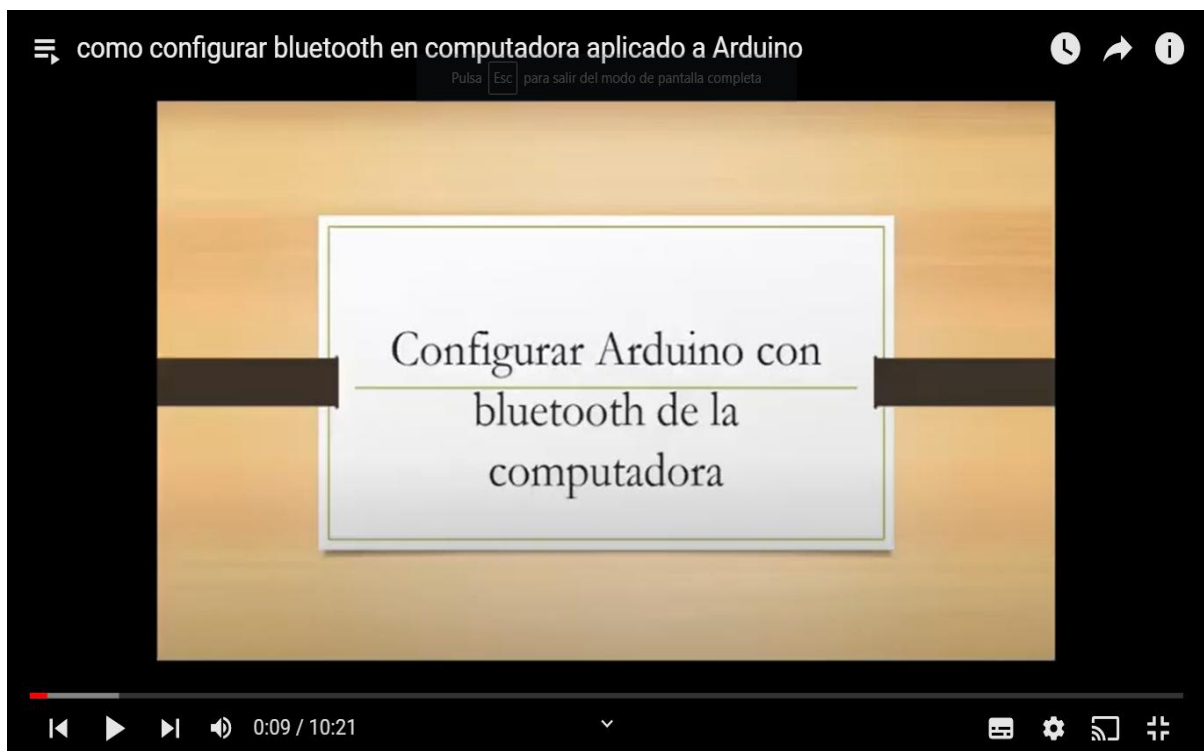 como configurar bluetooth en computadora aplicado a Arduino
Pulsa Esc para salir del modo de pantalla completa
Configurar Arduino con
bluetooth de la
computadora
0:09 / 10:21